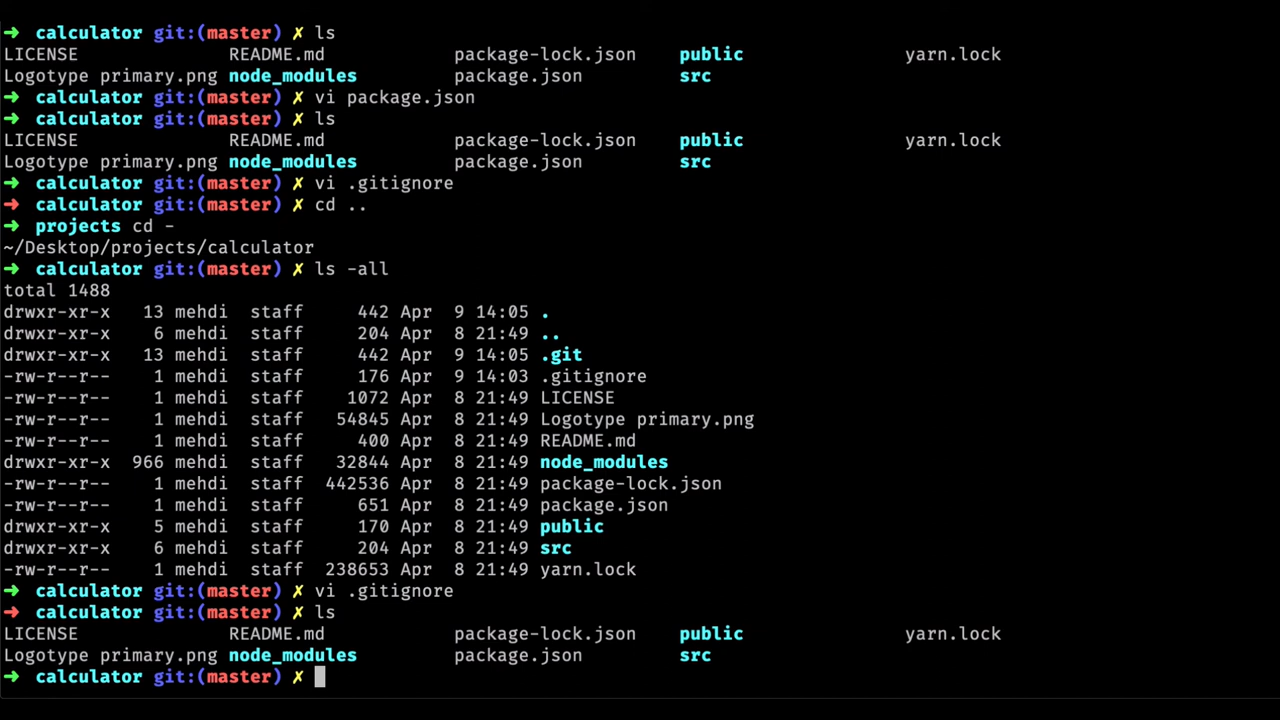 ➜  calculator git:(master) ✗ ls
LICENSE              README.md            package-lock.json    public               yarn.lock
Logotype primary.png node_modules         package.json         src
➜  calculator git:(master) ✗ vi package.json
➜  calculator git:(master) ✗ ls
LICENSE              README.md            package-lock.json    public               yarn.lock
Logotype primary.png node_modules         package.json         src
➜  calculator git:(master) ✗ vi .gitignore
➜  calculator git:(master) ✗ cd ..
➜  projects cd -
~/Desktop/projects/calculator
➜  calculator git:(master) ✗ ls -all
total 1488
drwxr-xr-x   13 mehdi  staff     442 Apr  9 14:05 .
drwxr-xr-x    6 mehdi  staff     204 Apr  8 21:49 ..
drwxr-xr-x   13 mehdi  staff     442 Apr  9 14:05 .git
-rw-r--r--    1 mehdi  staff     176 Apr  9 14:03 .gitignore
-rw-r--r--    1 mehdi  staff    1072 Apr  8 21:49 LICENSE
-rw-r--r--    1 mehdi  staff   54845 Apr  8 21:49 Logotype primary.png
-rw-r--r--    1 mehdi  staff     400 Apr  8 21:49 README.md
drwxr-xr-x  966 mehdi  staff   32844 Apr  8 21:49 node_modules
-rw-r--r--    1 mehdi  staff  442536 Apr  8 21:49 package-lock.json
-rw-r--r--    1 mehdi  staff     651 Apr  8 21:49 package.json
drwxr-xr-x    5 mehdi  staff     170 Apr  8 21:49 public
drwxr-xr-x    6 mehdi  staff     204 Apr  8 21:49 src
-rw-r--r--    1 mehdi  staff  238653 Apr  8 21:49 yarn.lock
➜  calculator git:(master) ✗ vi .gitignore
➜  calculator git:(master) ✗ ls
LICENSE              README.md            package-lock.json    public               yarn.lock
Logotype primary.png node_modules         package.json         src
➜  calculator git:(master) ✗